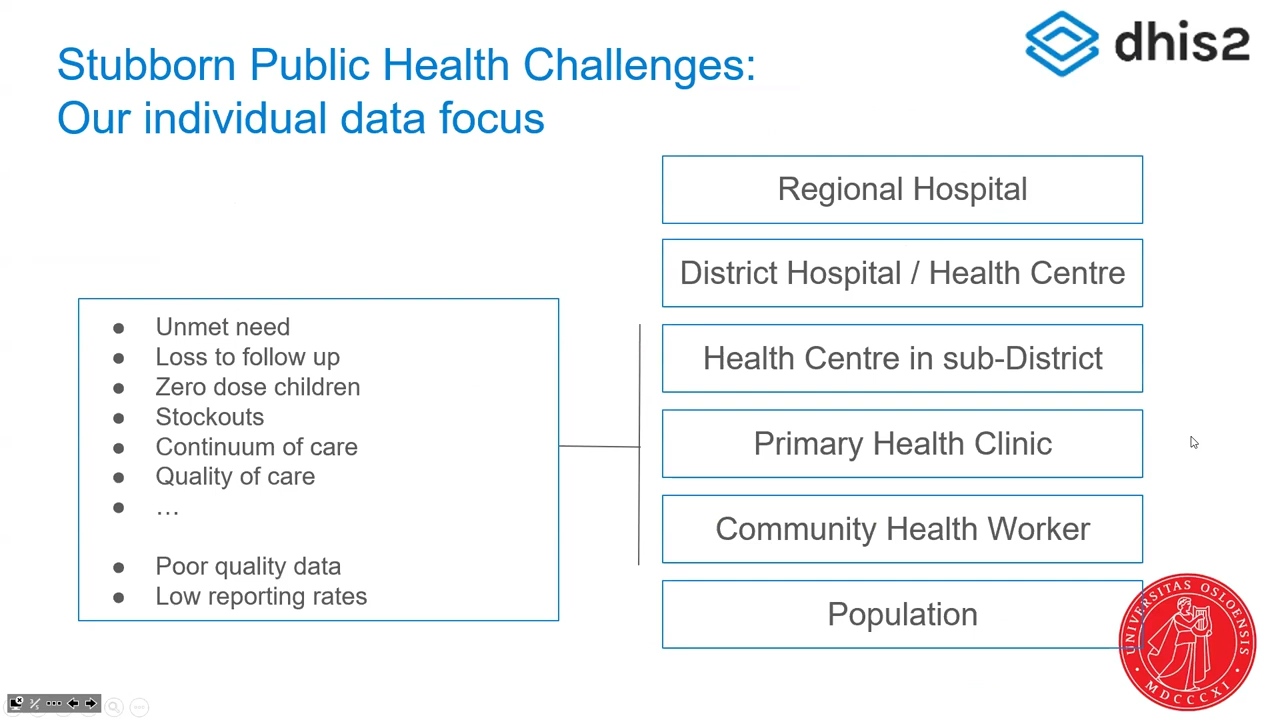 dhis2
Stubborn Public Health Challenges:
Our individual data focus
● Unmet need
● Loss to follow up
● Zero dose children
● Stockouts
● Continuum of care
● Quality of care
● …
● Poor quality data
● Low reporting rates
Regional Hospital
District Hospital / Health Centre
Health Centre in sub-District
Primary Health Clinic
Community Health Worker
Population
UNIVERSITAS OSLOENSIS
MDCCCXI